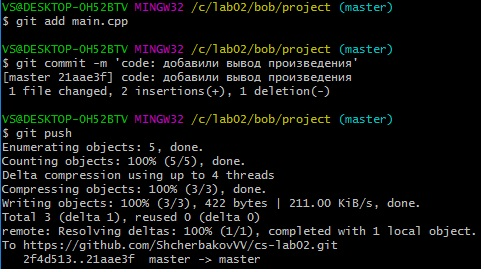 VS@DESKTOP-0H52BTV MINGW32 /c/lab02/bob/project (master)
$ git add main.cpp
VS@DESKTOP-0H52BTV MINGW32 /c/lab02/bob/project (master)
$ git commit -m 'code: добавили вывод произведения'
[master 21aae3f] code: добавили вывод произведения
1 file changed, 2 insertions(+), 1 deletion(-)
VS@DESKTOP-0H52BTV MINGW32 /c/lab02/bob/project (master)
$ git push
Enumerating objects: 5, done.
Counting objects: 100% (5/5), done.
Delta compression using up to 4 threads
Compressing objects: 100% (3/3), done.
Writing objects: 100% (3/3), 422 bytes | 211.00 KiB/s, done.
Total 3 (delta 1), reused 0 (delta 0)
remote: Resolving deltas: 100% (1/1), completed with 1 local object.
To https://github.com/ShcherbakovVV/cs-lab02.git
2f4d513..21aae3f  master -> master